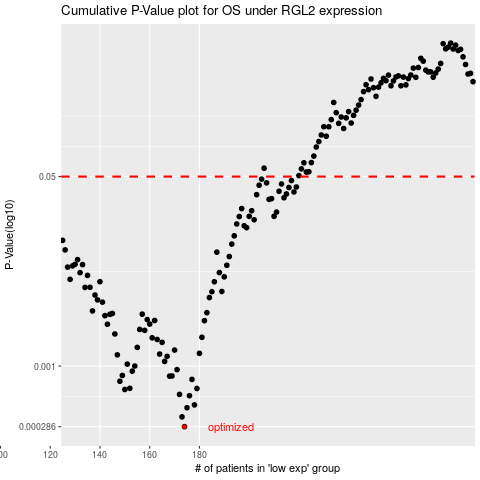 Cumulative P-Value plot for OS under RGL2 expression
P-Value(log10)
0.05
0.001
0.000286
optimized
00 120 140 160 180
# of patients in 'low exp' group